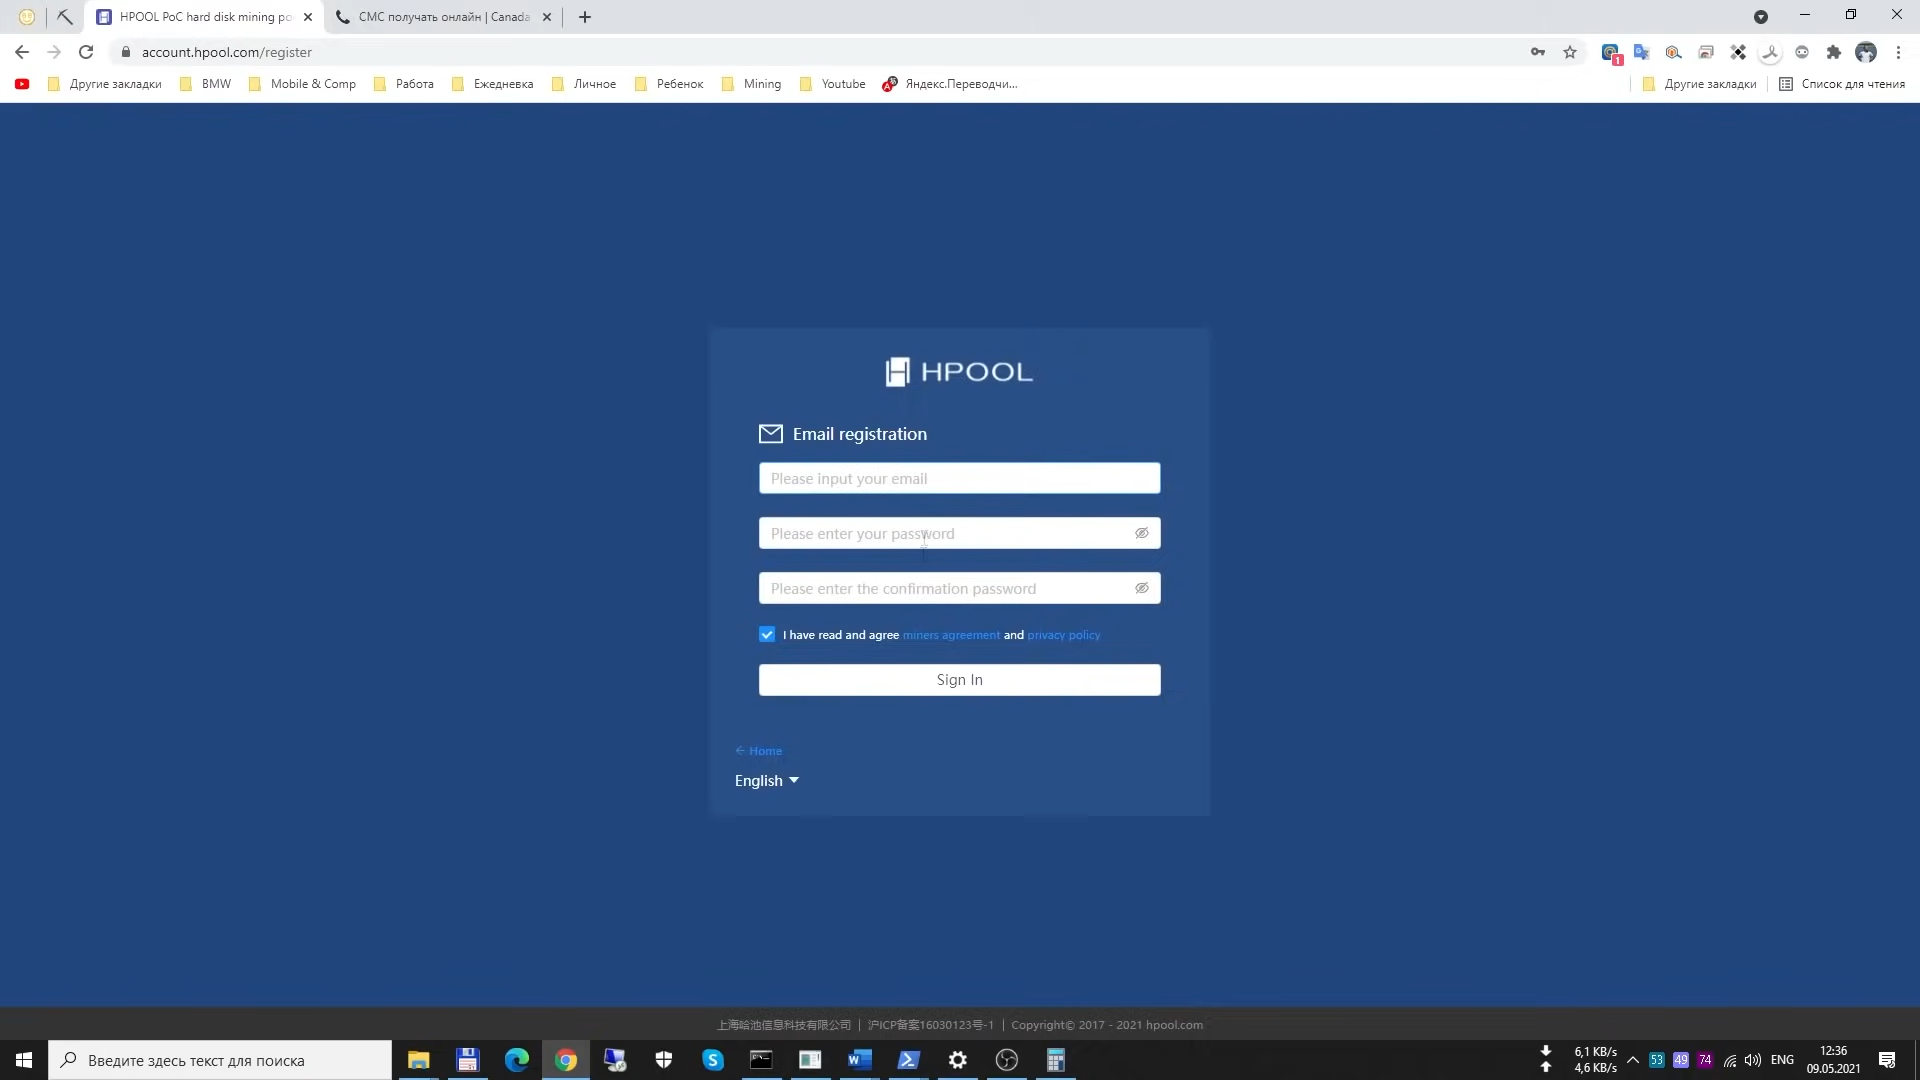 HPOOL PoC hard disk mining po
СМС получать онлайн | Canada
account.hpool.com/register
1
Другие закладки
BMW
Mobile & Comp
Работа
Ежедневка
Личное
Ребенок
Mining
Youtube
Яндекс.Переводчи...
Другие закладки
Список для чтения
HPOOL
Email registration
Please input your email
Please enter your password
Please enter the confirmation password
I have read and agree miners agreement and privacy policy
Sign In
← Home
English
上海哈池信息科技有限公司 | 沪ICP备案16030123号-1 | Copyright© 2017 - 2021 hpool.com
Введите здесь текст для поиска
6,1 KB/s
4,6 KB/s
53
49
74
ENG
12:36
09.05.2021